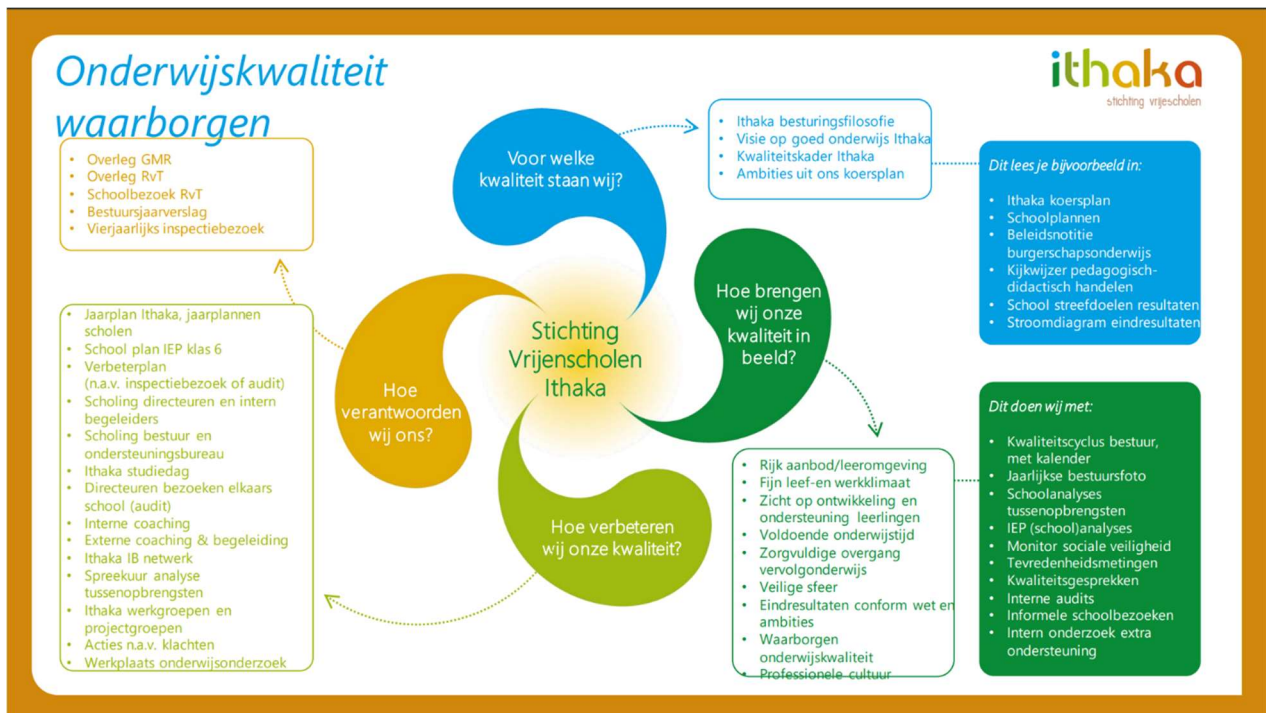 Onderwijskwaliteit
waarborgen
ithaka
stichting vrijescholen
• Overleg GMR
• Overleg RvT
• Schoolbezoek RvT
• Bestuursjaarverslag
• Vierjaarlijks inspectiebezoek
Voor welke
kwaliteit staan wij?
• Ithaka besturingsfilosofie
• Visie op goed onderwijs Ithaka
• Kwaliteitskader Ithaka
• Ambities uit ons koersplan
Dit lees je bijvoorbeeld in:
• Ithaka koersplan
• Schoolplannen
• Beleidsnotitie
burgerschapsonderwijs
• Kijkwijzer pedagogisch-
didactisch handelen
• School streefdoelen resultaten
• Stroomdiagram eindresultaten
Hoe brengen
wij onze
kwaliteit in
beeld?
Stichting
Vrijenscholen
Ithaka
Hoe
verantwoorden
wij ons?
• Jaarplan Ithaka, jaarplannen
scholen
• School plan IEP klas 6
• Verbeterplan
(n.a.v. inspectiebezoek of audit)
• Scholing directeuren en intern
begeleiders
• Scholing bestuur en
ondersteuningsbureau
• Ithaka studiedag
• Directeuren bezoeken elkaars
school (audit)
• Interne coaching
• Externe coaching & begeleiding
• Ithaka IB netwerk
• Spreekuur analyse
tussenopbrengsten
• Ithaka werkgroepen en
projectgroepen
• Acties n.a.v. klachten
• Werkplaats onderwijsonderzoek
Hoe verbeteren
wij onze kwaliteit?
• Rijk aanbod/leeromgeving
• Fijn leef-en werkklimaat
• Zicht op ontwikkeling en
ondersteuning leerlingen
• Voldoende onderwijstijd
• Zorgvuldige overgang
vervolgonderwijs
• Veilige sfeer
• Eindresultaten conform wet en
ambities
• Waarborgen
onderwijskwaliteit
• Professionele cultuur
Dit doen wij met:
• Kwaliteitscyclus bestuur,
met kalender
• Jaarlijkse bestuursfoto
• Schoolanalyses
tussenopbrengsten
• IEP (school)analyses
• Monitor sociale veiligheid
• Tevredenheidsmetingen
• Kwaliteitsgesprekken
• Interne audits
• Informele schoolbezoeken
• Intern onderzoek extra
ondersteuning